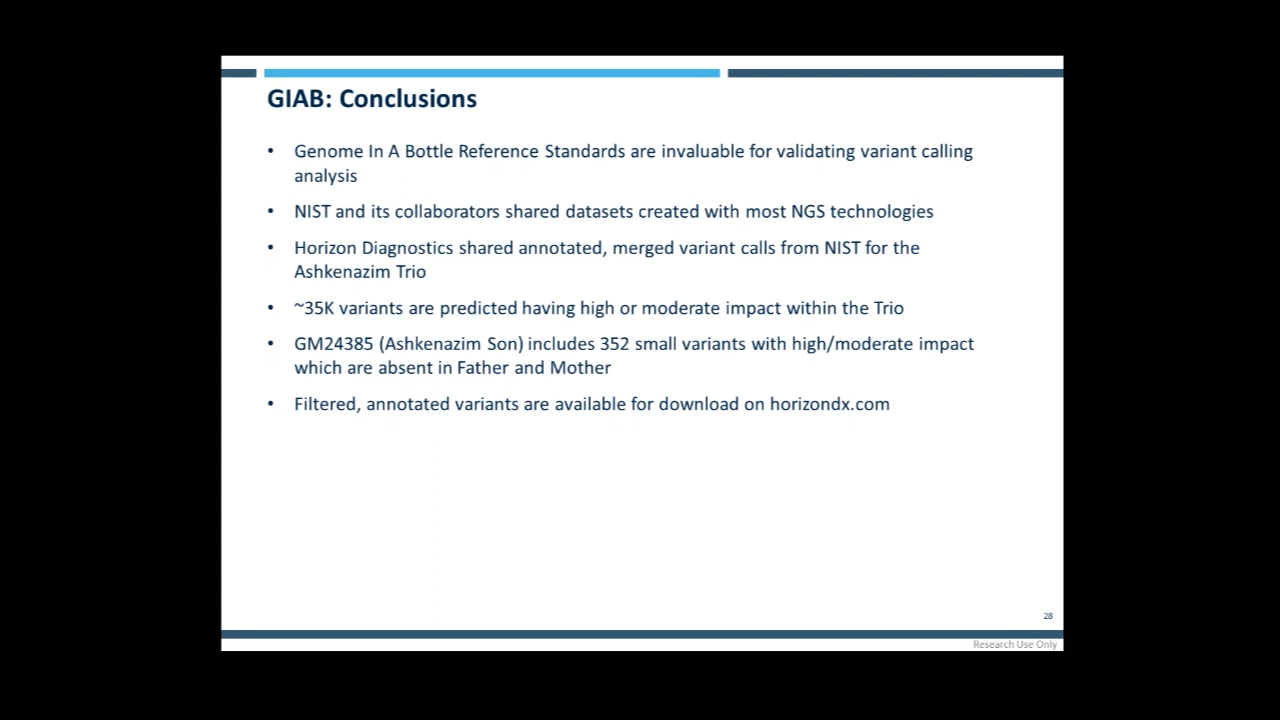 GIAB: Conclusions
• Genome In A Bottle Reference Standards are invaluable for validating variant calling
analysis
• NIST and its collaborators shared datasets created with most NGS technologies
• Horizon Diagnostics shared annotated, merged variant calls from NIST for the
Ashkenazim Trio
• ~35K variants are predicted having high or moderate impact within the Trio
• GM24385 (Ashkenazim Son) includes 352 small variants with high/moderate impact
which are absent in Father and Mother
• Filtered, annotated variants are available for download on horizondx.com
28
Research Use Only